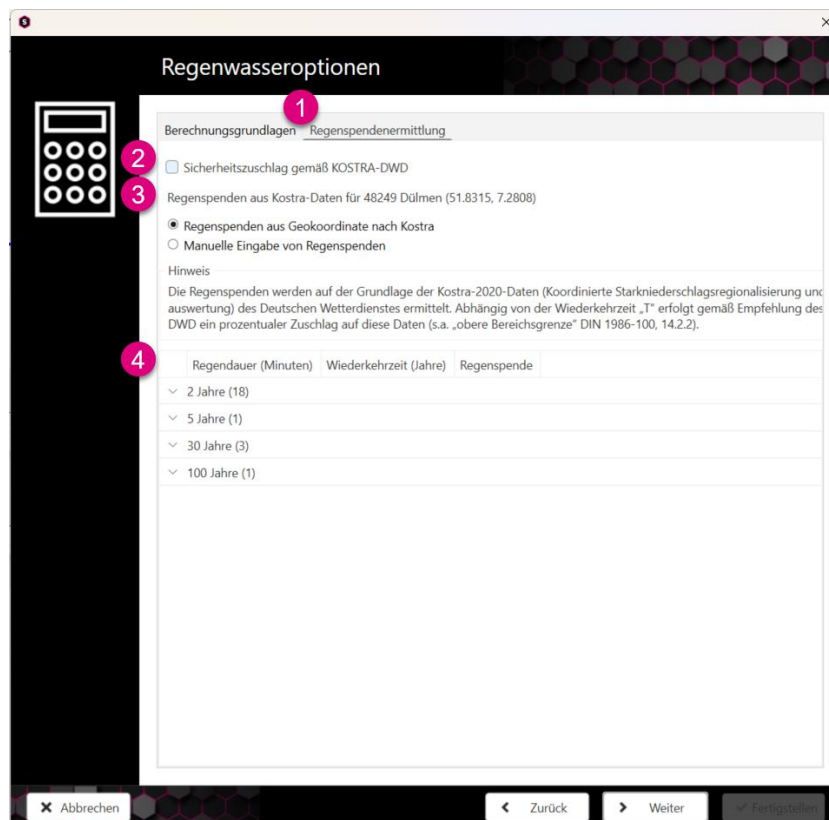 S
Regenwasseroptionen
1
Berechnungsgrundlagen Regenspendenermittlung
2
Sicherheitszuschlag gemäß KOSTRA-DWD
3
Regenspenden aus Kostra-Daten für 48249 Dülmen (51.8315, 7.2808)
Regenspenden aus Geokoordinate nach Kostra
Manuelle Eingabe von Regenspenden
Hinweis
Die Regenspenden werden auf der Grundlage der Kostra-2020-Daten (Koordinierte Starkniederschlagsregionalisierung und
auswertung) des Deutschen Wetterdienstes ermittelt. Abhängig von der Wiederkehrzeit „T" erfolgt gemäß Empfehlung des
DWD ein prozentualer Zuschlag auf diese Daten (s.a. „obere Bereichsgrenze" DIN 1986-100, 14.2.2).
4
Regendauer (Minuten) Wiederkehrzeit (Jahre) Regenspende
2 Jahre (18)
5 Jahre (1)
30 Jahre (3)
100 Jahre (1)
Abbrechen Zurück Weiter Fertigstellen